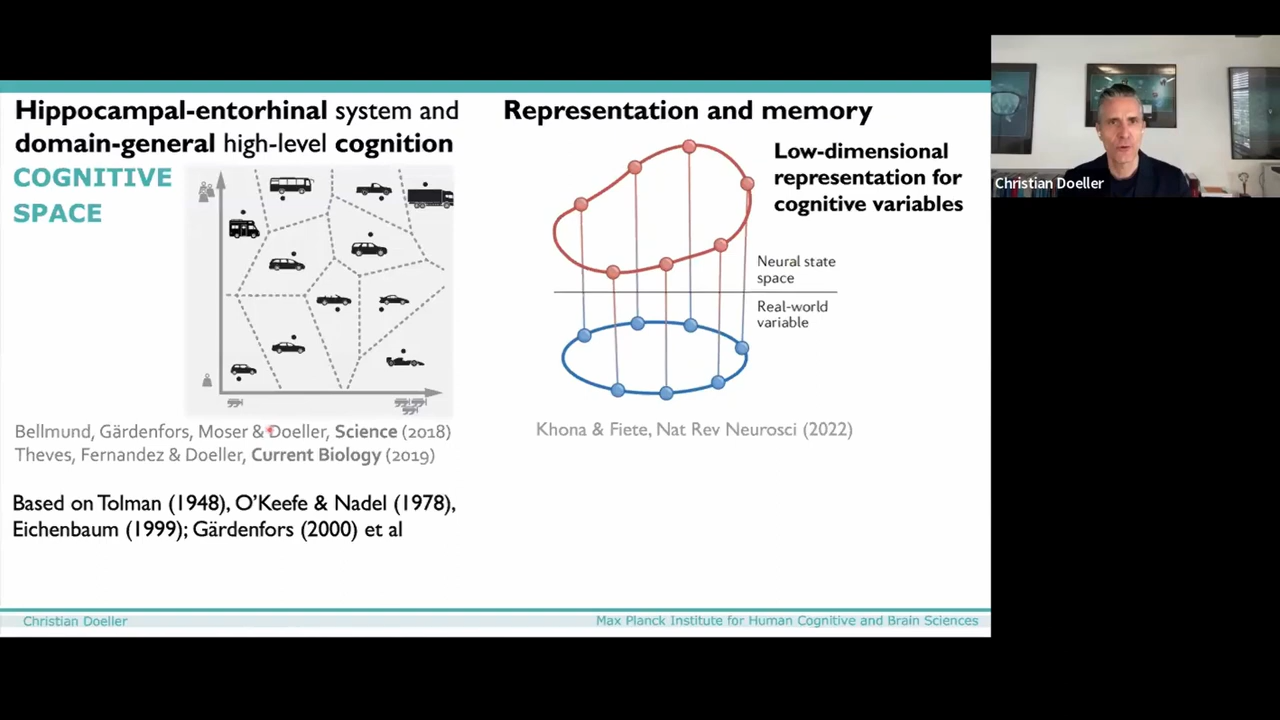 Hippocampal-entorhinal system and
domain-general high-level cognition
COGNITIVE
SPACE
Bellmund, Gärdenfors, Moser & Doeller, Science (2018)
Theves, Fernandez & Doeller, Current Biology (2019)
Based on Tolman (1948), O'Keefe & Nadel (1978),
Eichenbaum (1999); Gärdenfors (2000) et al
Representation and memory
Low-dimensional
representation for
cognitive variables
Neural state
space
Real-world
variable
Khona & Fiete, Nat Rev Neurosci (2022)
Christian Doeller
Christian Doeller
Max Planck Institute for Human Cognitive and Brain Sciences